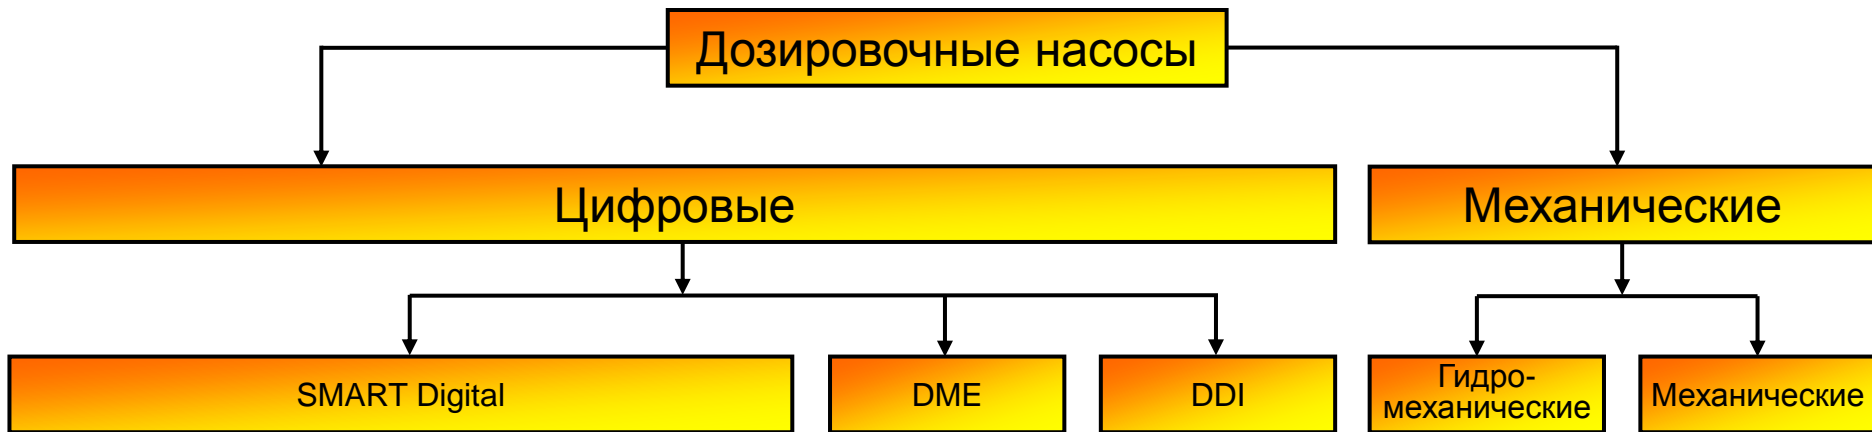 Дозировочные насосы
Цифровые
Механические
SMART Digital
DME
DDI
Гидро-
механические
Механические